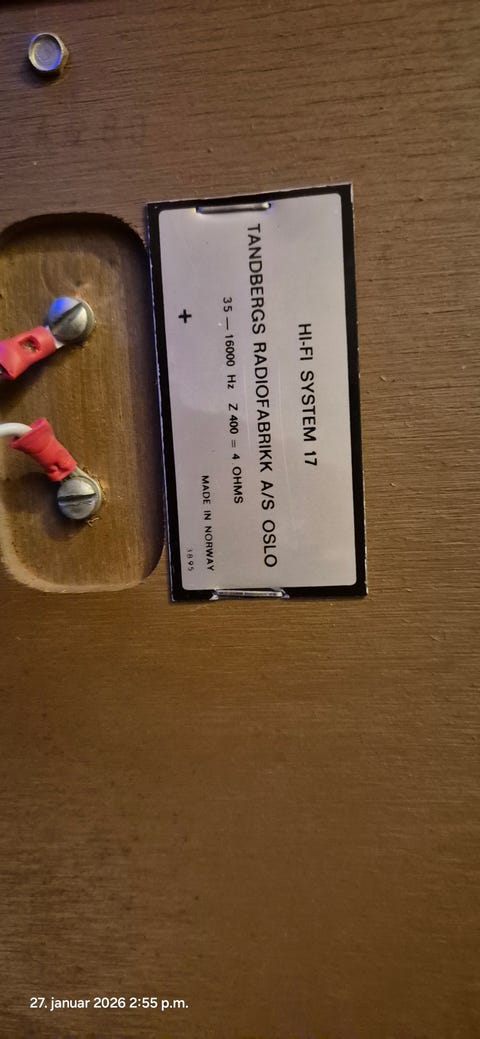 HI-FI SYSTEM 17
TANDBERGS RADIOFABRIKK A/S OSLO
35 — 16000 Hz Z 400 = 4 OHMS
MADE IN NORWAY
+
1895
27. januar 2026 2:55 p.m.